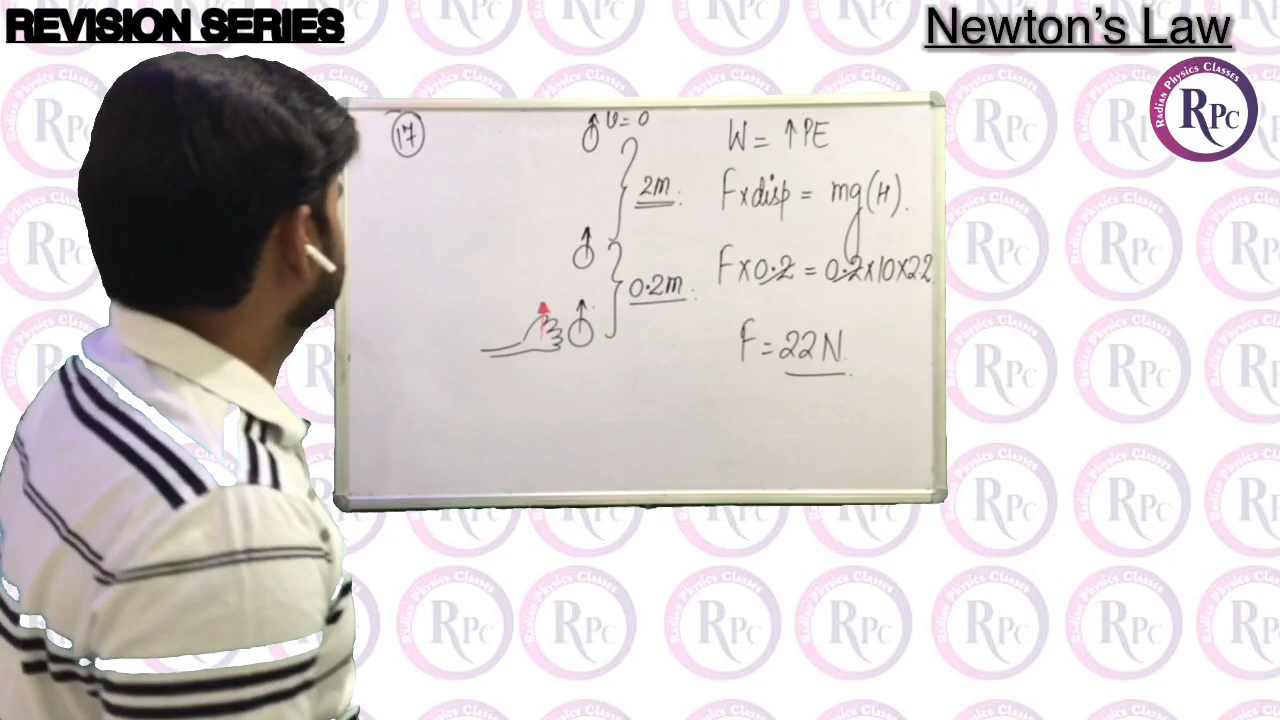 REVISION SERIES
Newton's Law
Radian Physics Classes
RPC
17
υ = 0
W = ↑ PE
2m.
F × disp = mg(H).
0.2m.
F × 0.2 = 0.2 × 10 × 22
F = 22 N.